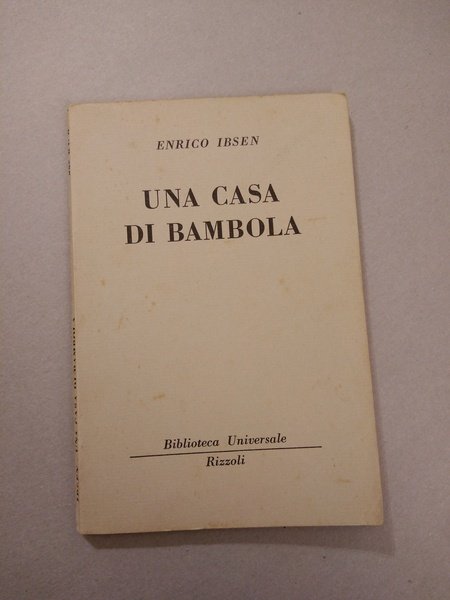 ENRICO IBSEN
UNA CASA
DI BAMBOLA
Biblioteca Universale
Rizzoli